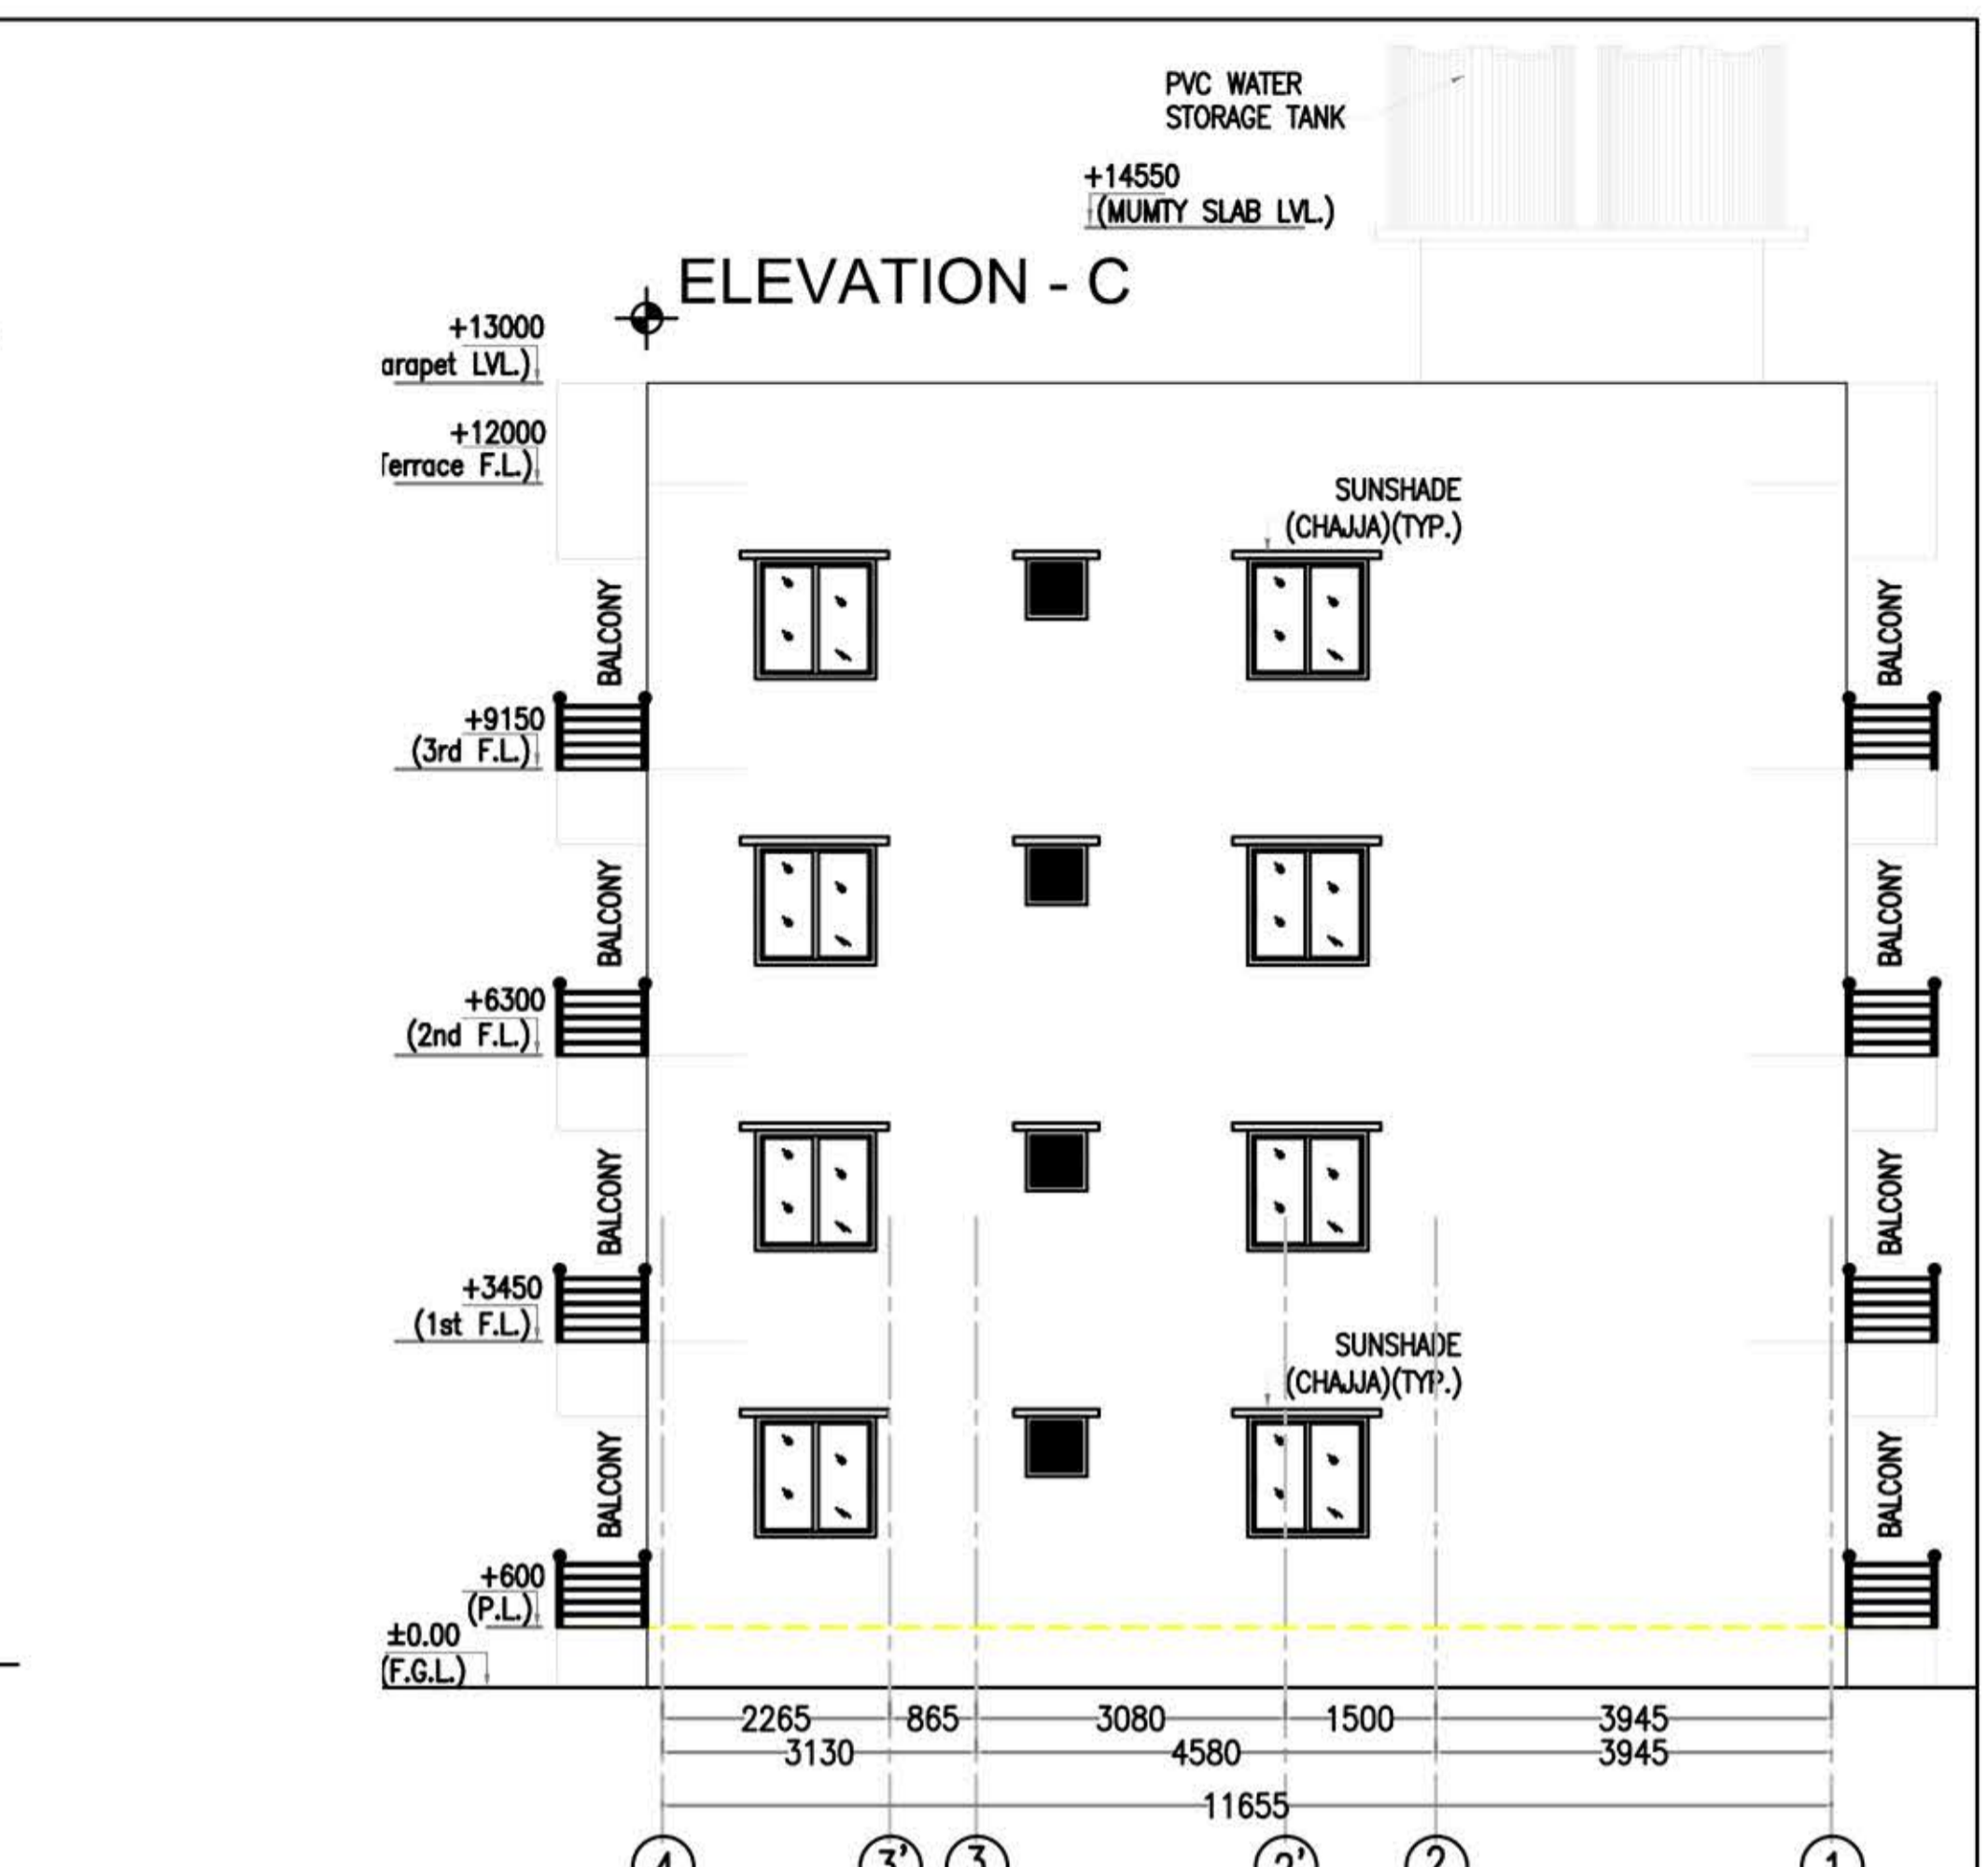 PVC WATER
STORAGE TANK
+14550
(MUMTY SLAB LVL.)
ELEVATION - C
+13000
arapet LVL.)
+12000
Terrace F.L.)
SUNSHADE
(CHAJJA)(TYP.)
BALCONY
BALCONY
+9150
(3rd F.L.)
BALCONY
BALCONY
+6300
(2nd F.L.)
BALCONY
BALCONY
+3450
(1st F.L.)
SUNSHADE
(CHAJJA)(TYP.)
BALCONY
BALCONY
+600
(P.L.)
±0.00
(F.G.L.)
2265 865 3080 1500 3945
3130 4580 3945
11655
4 3' 3 2' 2 1